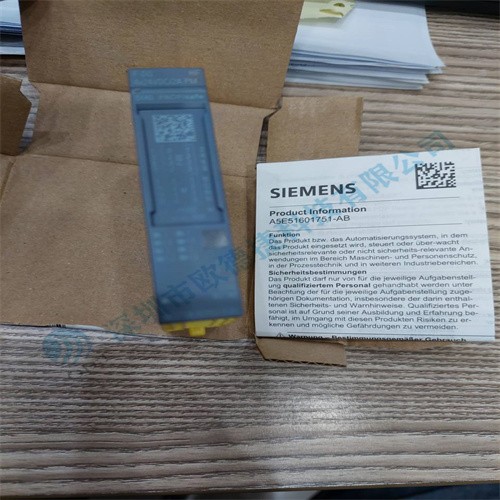 SIEMENS
Product Information
A5E51601751-AB
Funktion
Das Produkt bzw. das Automatisierungssystem, in dem
das Produkt eingesetzt wird, steuert oder über-wacht
sicherheitsrelevante oder nicht-sicherheitsrelevante An-
wendungen im Bereich Maschinen- und Personenschutz,
in der Prozesstechnik und in weiteren Industriebereichen.
Sicherheitsbestimmungen
Das Produkt darf nur von für die jeweilige Aufgabenstell-
ung qualifiziertem Personal gehandhabt werden unter
Beachtung der für die jeweilige Aufgabenstellung zuge-
hörigen Dokumentation, insbesondere der darin enthal-
tenen Sicherheits- und Warnhinweise. Qualifiziertes Per-
sonal ist auf Grund seiner Ausbildung und Erfahrung be-
fähigt, im Umgang mit diesen Produkten Risiken zu er-
kennen und mögliche Gefährdungen zu vermeiden.
Warnung - Bestimmungsgemäßer Gebrauch